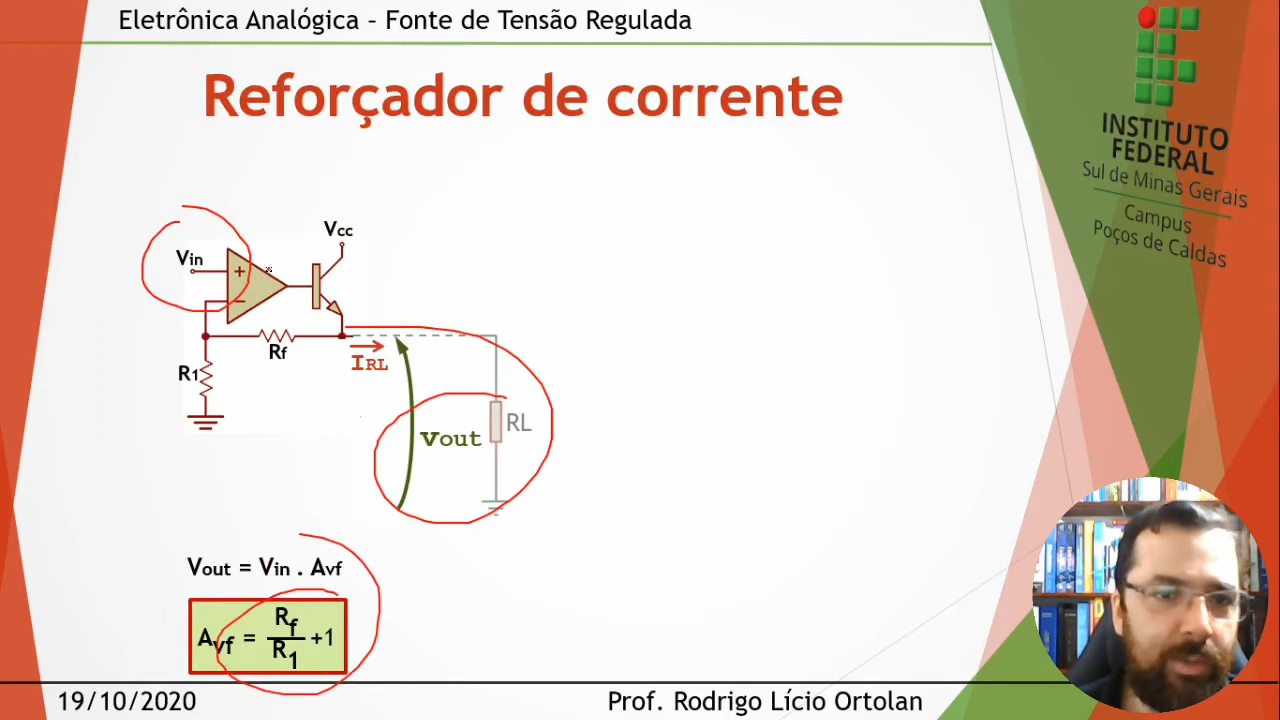 Eletrônica Analógica – Fonte de Tensão Regulada
Reforçador de corrente
INSTITUTO
FEDERAL
Sul de Minas Gerais
Campus
Poços de Caldas
Vcc
Vin
+
−
Rf
IRL
R1
Vout
RL
Vout = Vin . Avf
Avf = Rf/R1 +1
19/10/2020
Prof. Rodrigo Lício Ortolan